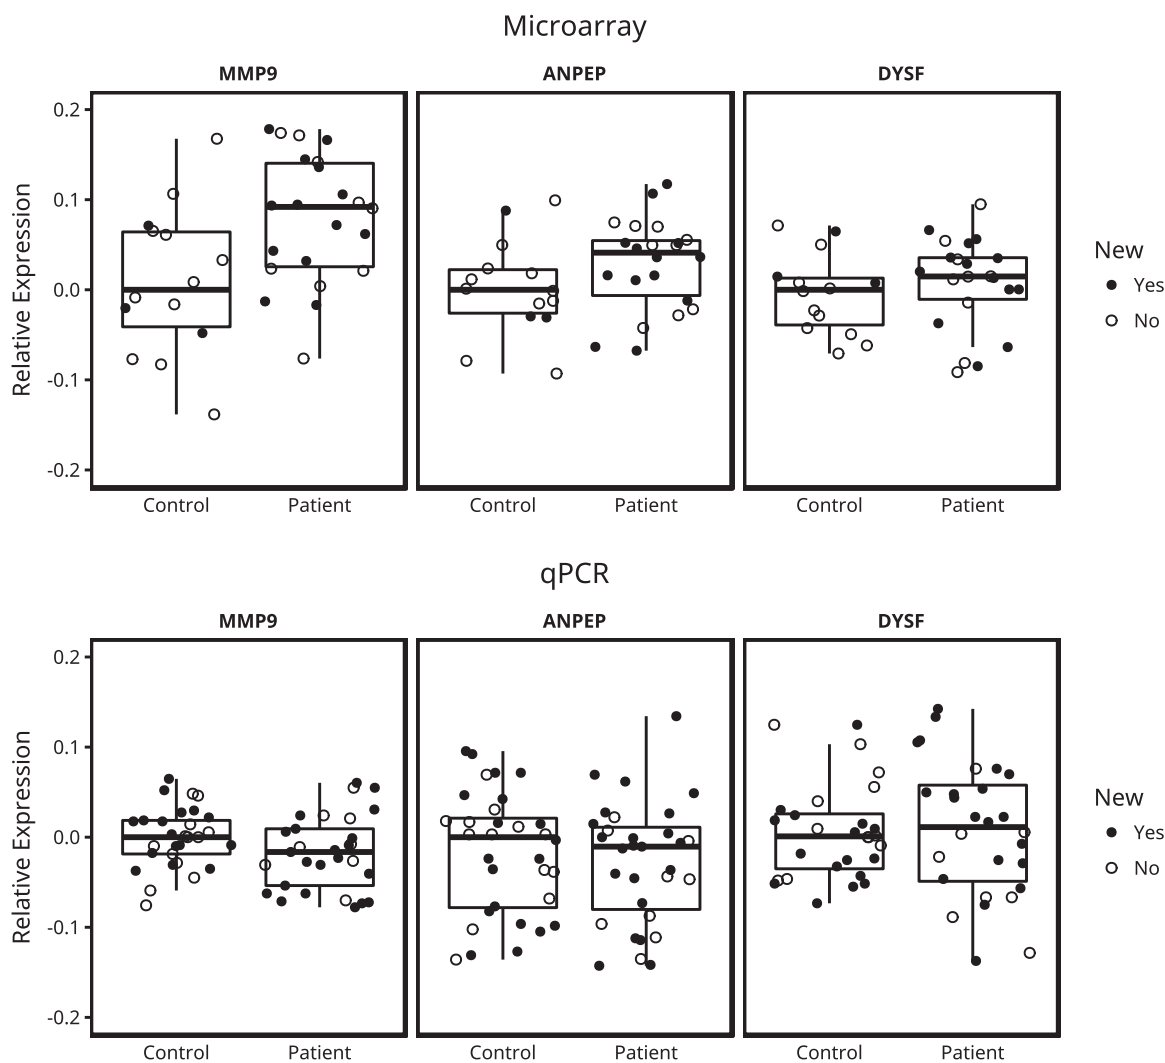 Microarray
MMP9 ANPEP DYSF
Relative Expression
0.2
0.1
0.0
-0.1
-0.2
Control Patient Control Patient Control Patient
New
Yes
No
qPCR
MMP9 ANPEP DYSF
Relative Expression
0.2
0.1
0.0
-0.1
-0.2
Control Patient Control Patient Control Patient
New
Yes
No